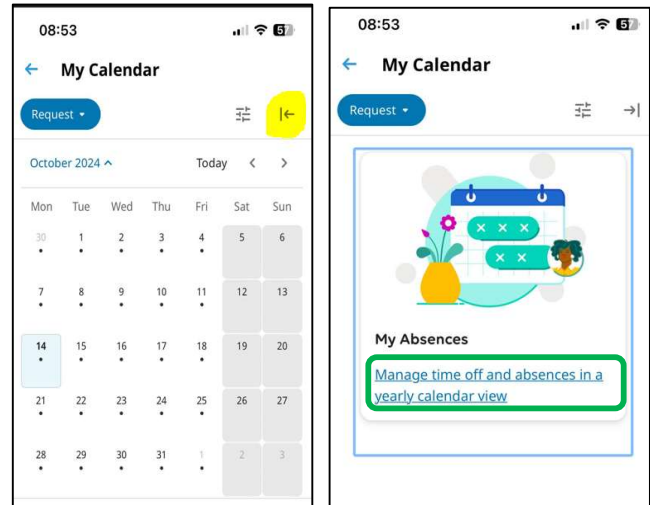 08:53
57
My Calendar
Request
October 2024
Today
Mon Tue Wed Thu Fri Sat Sun
30 1 2 3 4 5 6
7 8 9 10 11 12 13
14 15 16 17 18 19 20
21 22 23 24 25 26 27
28 29 30 31 1 2 3
08:53
57
My Calendar
Request
My Absences
Manage time off and absences in a
yearly calendar view